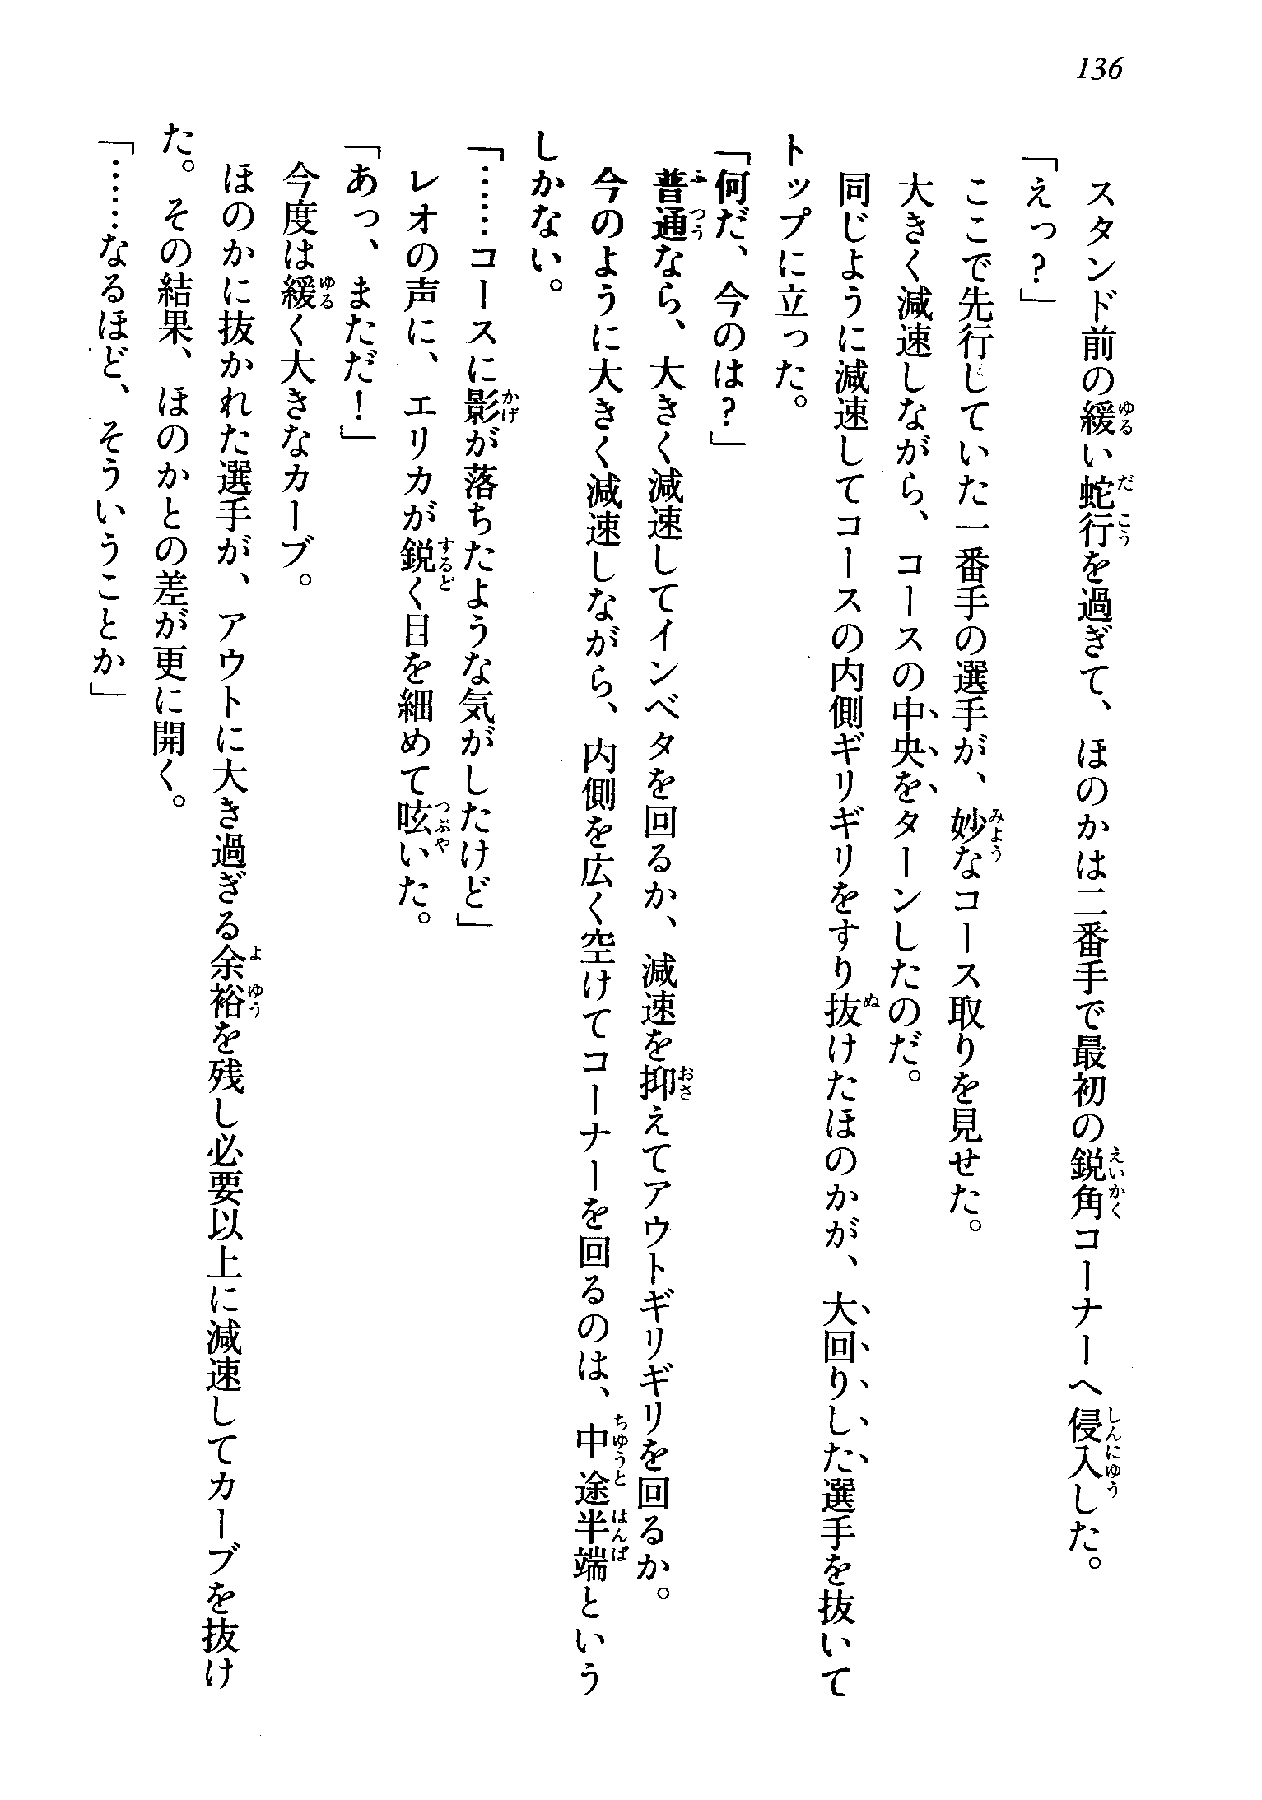 136
スタンド前の緩い蛇行を過ぎて、ほのかは二番手で最初の鋭角コーナーへ侵入した。
「えっ？」
ここで先行していた一番手の選手が、妙なコース取りを見せた。
大きく減速しながら、コースの中央をターンしたのだ。
同じように減速してコースの内側ギリギリをすり抜けたほのかが、大回りした選手を抜いて
トップに立った。
「何だ、今のは？」
普通なら、大きく減速してインベタを回るか、減速を抑えてアウトギリギリを回るか。
今のように大きく減速しながら、内側を広く空けてコーナーを回るのは、中途半端という
しかない。
「……コースに影が落ちたような気がしたけど」
レオの声に、エリカが鋭く目を細めて呟いた。
「あっ、まただ！」
今度は緩く大きなカーブ。
ほのかに抜かれた選手が、アウトに大き過ぎる余裕を残し必要以上に減速してカーブを抜け
た。その結果、ほのかとの差が更に開く。
「……なるほど、そういうことか」